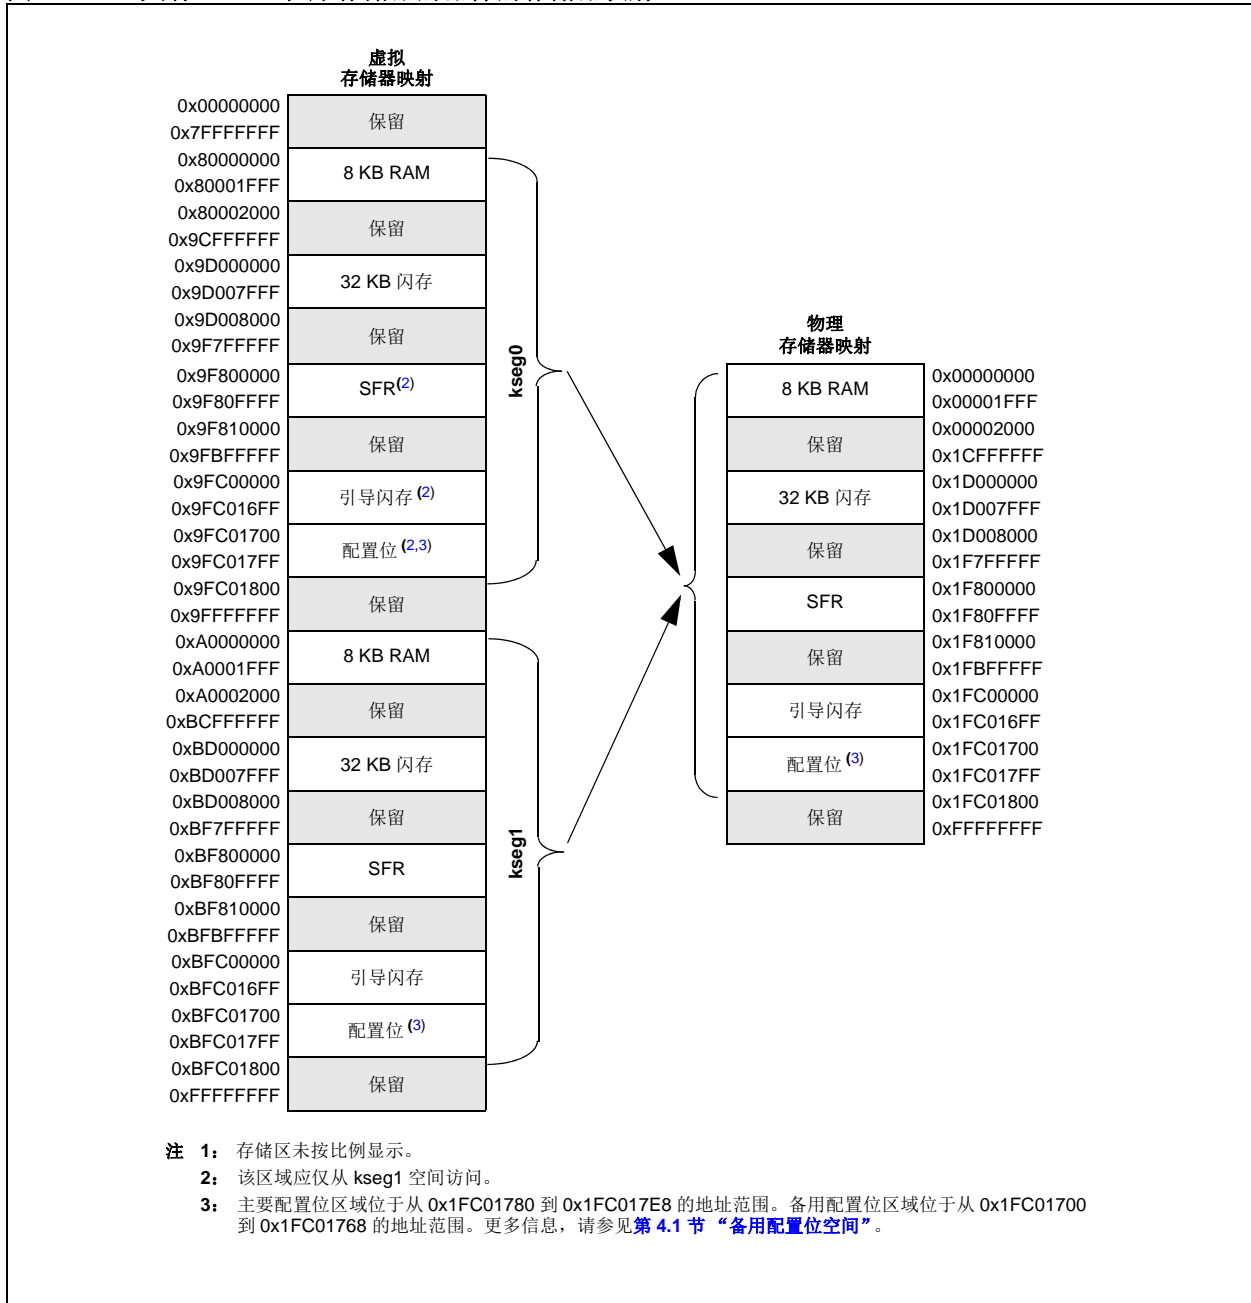 虚拟
存储器映射
0x00000000
保留
0x7FFFFFFF
0x80000000
8 KB RAM
0x80001FFF
0x80002000
保留
0x9CFFFFFF
0x9D000000
32 KB 闪存
0x9D007FFF
0x9D008000
保留
0x9F7FFFFF
0x9F800000
SFR(2)
0x9F80FFFF
0x9F810000
保留
0x9FBFFFFF
0x9FC00000
引导闪存 (2)
0x9FC016FF
0x9FC01700
配置位 (2,3)
0x9FC017FF
0x9FC01800
保留
0x9FFFFFFF
0xA0000000
8 KB RAM
0xA0001FFF
0xA0002000
保留
0xBCFFFFFF
0xBD000000
32 KB 闪存
0xBD007FFF
0xBD008000
保留
0xBF7FFFFF
0xBF800000
SFR
0xBF80FFFF
0xBF810000
保留
0xBFBFFFFF
0xBFC00000
引导闪存
0xBFC016FF
0xBFC01700
配置位 (3)
0xBFC017FF
0xBFC01800
保留
0xFFFFFFFF
kseg0
kseg1
物理
存储器映射
8 KB RAM
0x00000000
0x00001FFF
保留
0x00002000
0x1CFFFFFF
32 KB 闪存
0x1D000000
0x1D007FFF
保留
0x1D008000
0x1F7FFFFF
SFR
0x1F800000
0x1F80FFFF
保留
0x1F810000
0x1FBFFFFF
引导闪存
0x1FC00000
0x1FC016FF
配置位 (3)
0x1FC01700
0x1FC017FF
保留
0x1FC01800
0xFFFFFFFF
注 1： 存储区未按比例显示。
2： 该区域应仅从 kseg1 空间访问。
3： 主要配置位区域位于从 0x1FC01780 到 0x1FC017E8 的地址范围。备用配置位区域位于从 0x1FC01700
到 0x1FC01768 的地址范围。更多信息，请参见第 4.1 节 “备用配置位空间”。